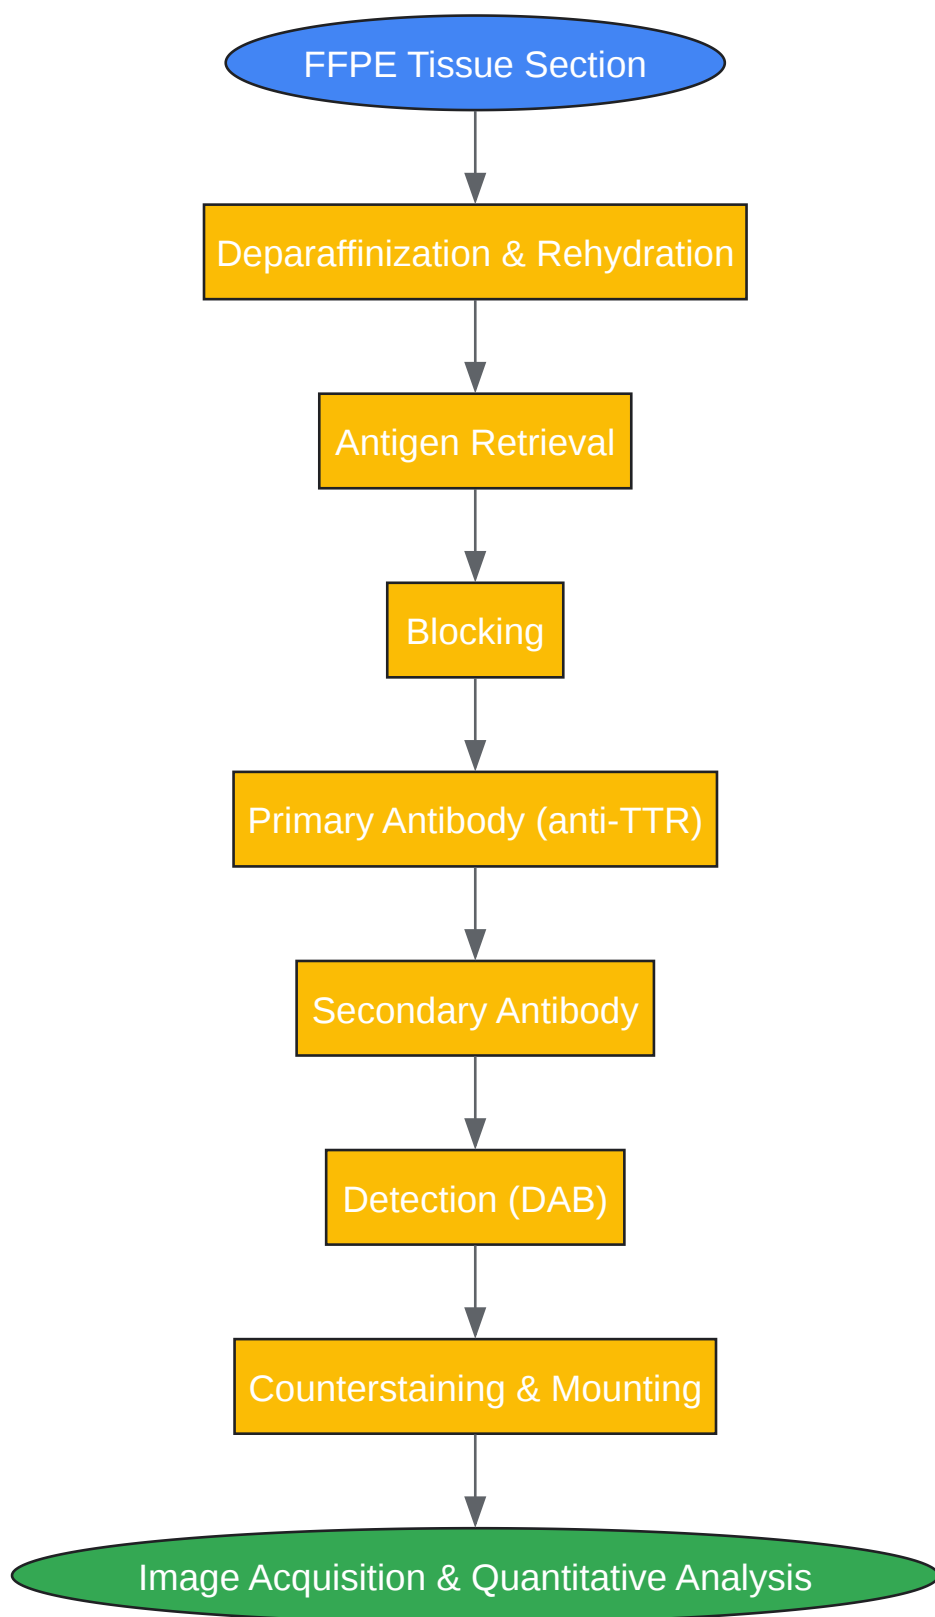 FFPE Tissue Section
Deparaffinization & Rehydration
Antigen Retrieval
Blocking
Primary Antibody (anti-TTR)
Secondary Antibody
Detection (DAB)
Counterstaining & Mounting
Image Acquisition & Quantitative Analysis